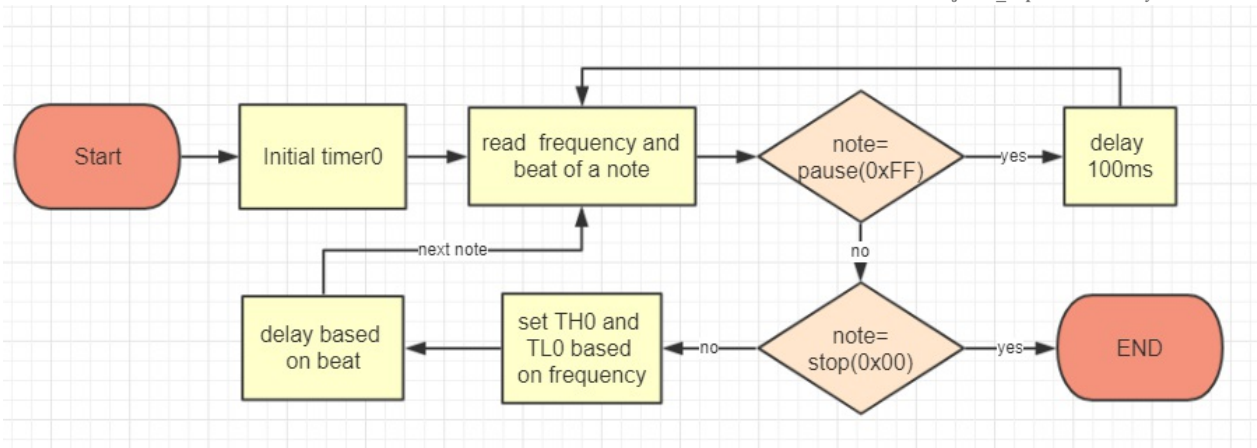 Start
Initial timer0
read frequency and
beat of a note
note=
pause(0xFF)
yes
delay
100ms
next note
no
delay based
on beat
set TH0 and
TL0 based
on frequency
no
note=
stop(0x00)
yes
END